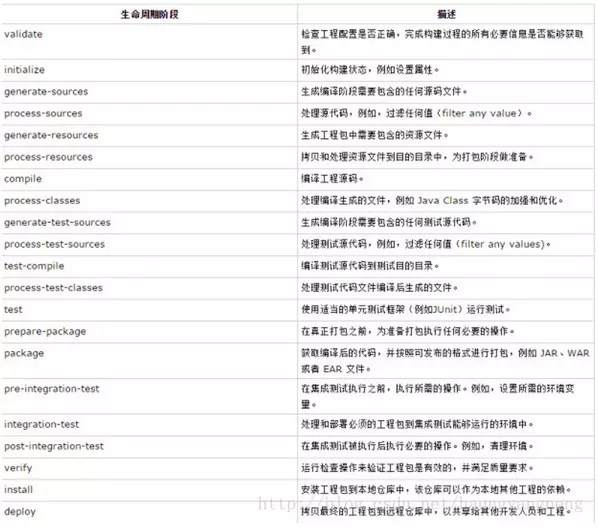 生命周期阶段 描述
validate 检查工程配置是否正确，完成构建过程的所有必要信息是否能够获取
到。
initialize 初始化构建状态，例如设置属性。
generate-sources 生成编译阶段需要包含的任何源码文件。
process-sources 处理源代码，例如，过滤任何值（filter any value）。
generate-resources 生成工程包中需要包含的资源文件。
process-resources 拷贝和处理资源文件到目的目录中，为打包阶段做准备。
compile 编译工程源码。
process-classes 处理编译生成的文件，例如 Java Class 字节码的加强和优化。
generate-test-sources 生成编译阶段需要包含的任何测试源代码。
process-test-sources 处理测试源代码，例如，过滤任何值（filter any values)。
test-compile 编译测试源代码到测试目的目录。
process-test-classes 处理测试代码文件编译后生成的文件。
test 使用适当的单元测试框架（例如JUnit）运行测试。
prepare-package 在真正打包之前，为准备打包执行任何必要的操作。
package 获取编译后的代码，并按照可发布的格式进行打包，例如 JAR、WAR
或者 EAR 文件。
pre-integration-test 在集成测试执行之前，执行所需的操作。例如，设置所需的环境变
量。
integration-test 处理和部署必须的工程包到集成测试能够运行的环境中。
post-integration-test 在集成测试被执行后执行必要的操作。例如，清理环境。
verify 运行检查操作来验证工程包是有效的，并满足质量要求。
install 安装工程包到本地仓库中，该仓库可以作为本地其他工程的依赖。
deploy 拷贝最终的工程包到远程仓库中，以共享给其他开发人员和工程。